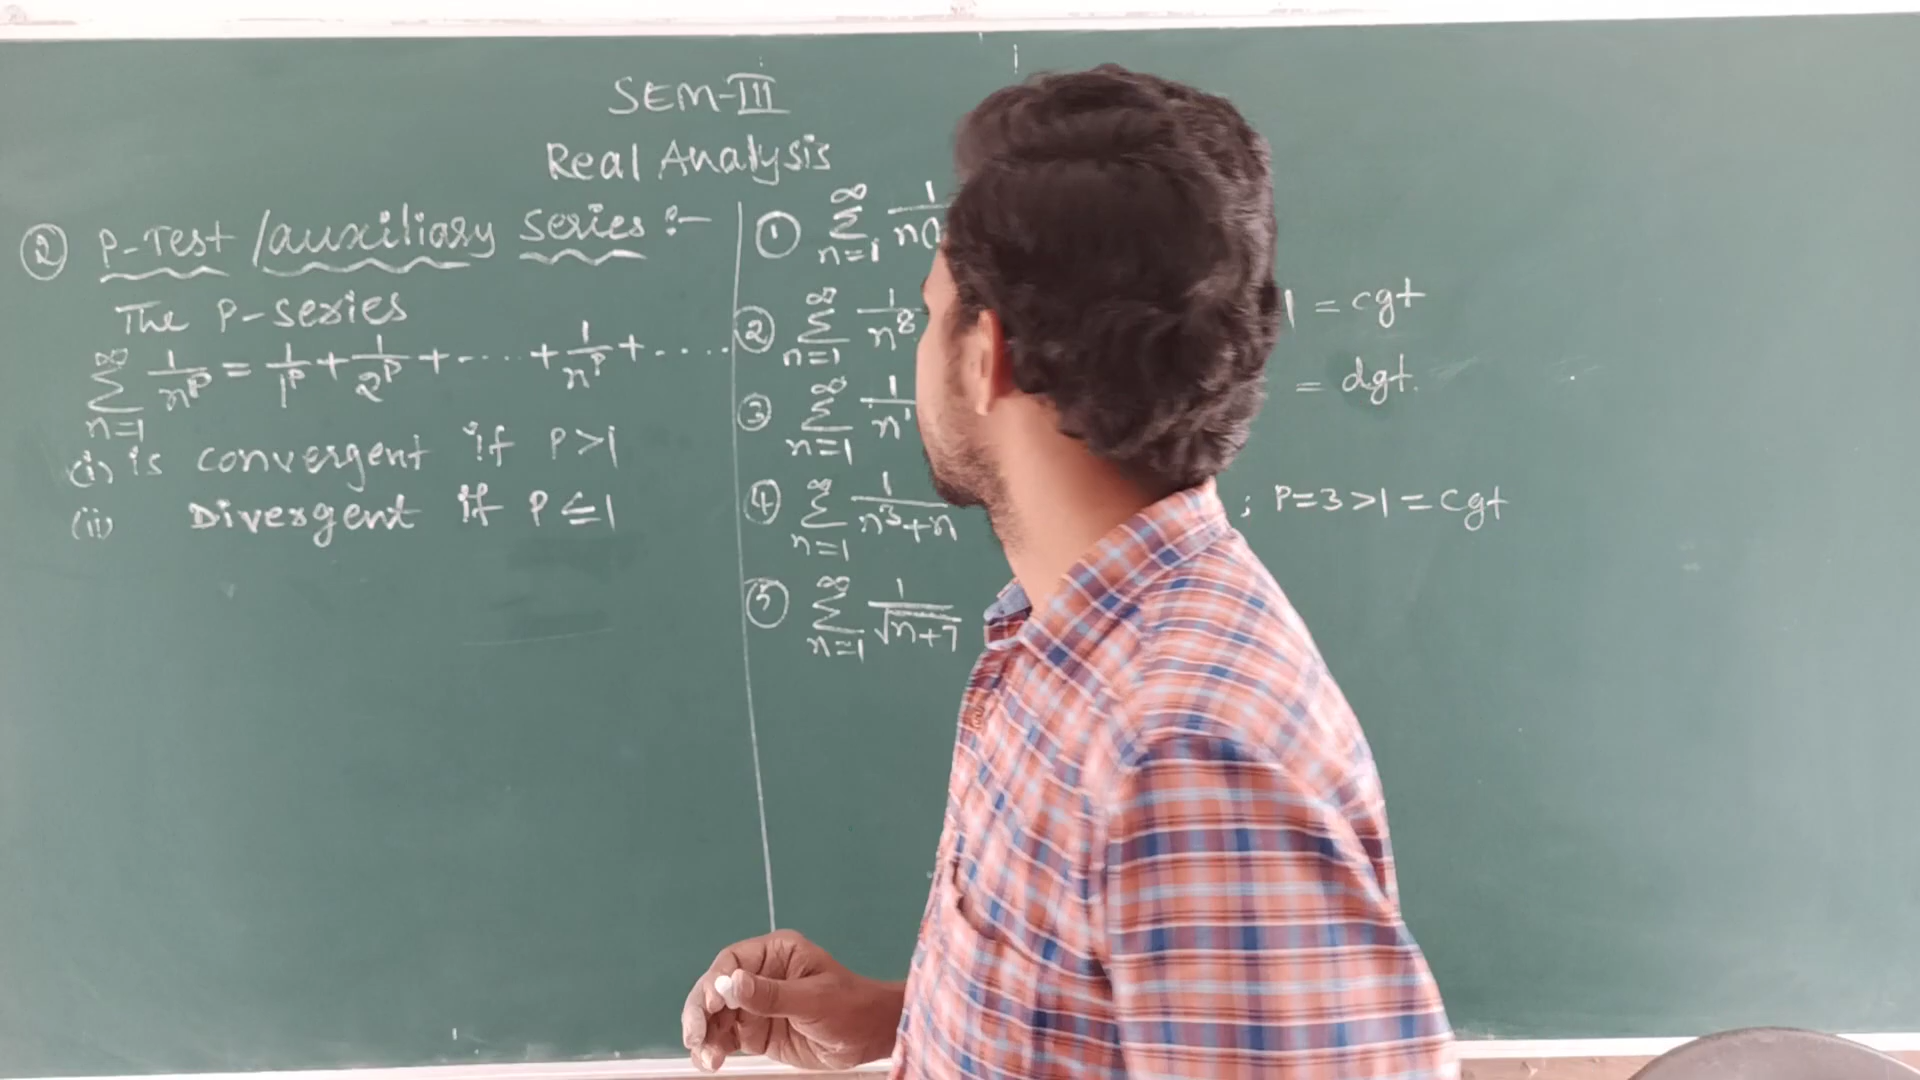 SEM-III
Real Analysis
② P-Test /auxiliary series :-
The P-series
∞ ∑ n=1 1/n^p = 1/1^p + 1/2^p + ..... + 1/n^p + .....
(i) is convergent if P>1
(ii) Divergent if P≤1
① ∞ ∑ n=1 1/n(
② ∞ ∑ n=1 1/n^8 1 = cgt
③ ∞ ∑ n=1 1/n^1 = dgt.
④ ∞ ∑ n=1 1/n^3+n ; P=3>1 = cgt
⑤ ∞ ∑ n=1 1/√n+7